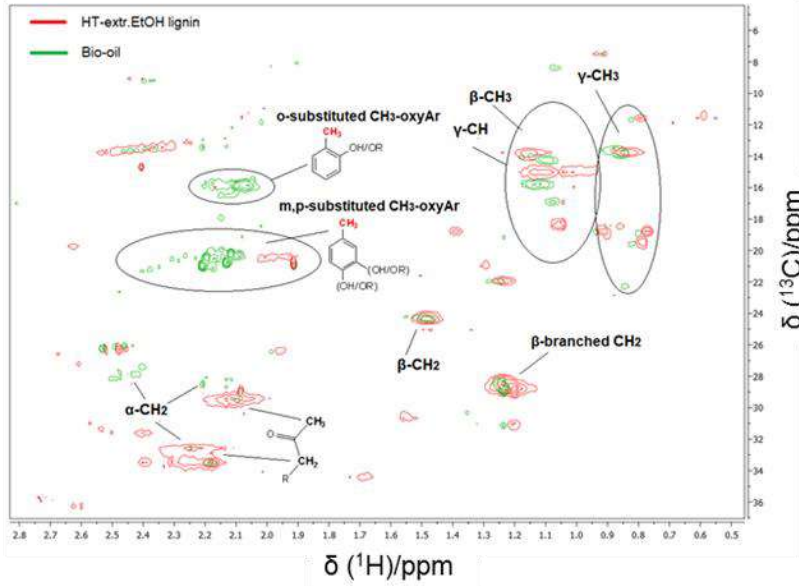 HT-extr.EtOH lignin
Bio-oil
o-substituted CH3-oxyAr
CH3
OH/OR
m,p-substituted CH3-oxyAr
CH3
(OH/OR)
(OH/OR)
γ-CH3
β-CH3
γ-CH
β-CH2
β-branched CH2
α-CH2
CH3
O
CH2
R
4
6
8
10
12
14
16
18
20
22
24
26
28
30
32
34
36
δ (13C)/ppm
2.8 2.7 2.6 2.5 2.4 2.3 2.2 2.1 2.0 1.9 1.8 1.7 1.6 1.5 1.4 1.3 1.2 1.1 1.0 0.9 0.8 0.7 0.6 0.5
δ (1H)/ppm